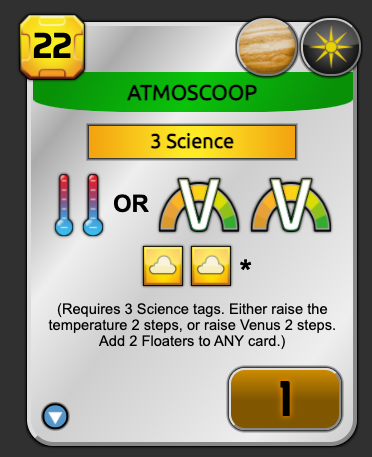 22
ATMOSCOOP
3 Science
OR V V
*
(Requires 3 Science tags. Either raise the
temperature 2 steps, or raise Venus 2 steps.
Add 2 Floaters to ANY card.)
1